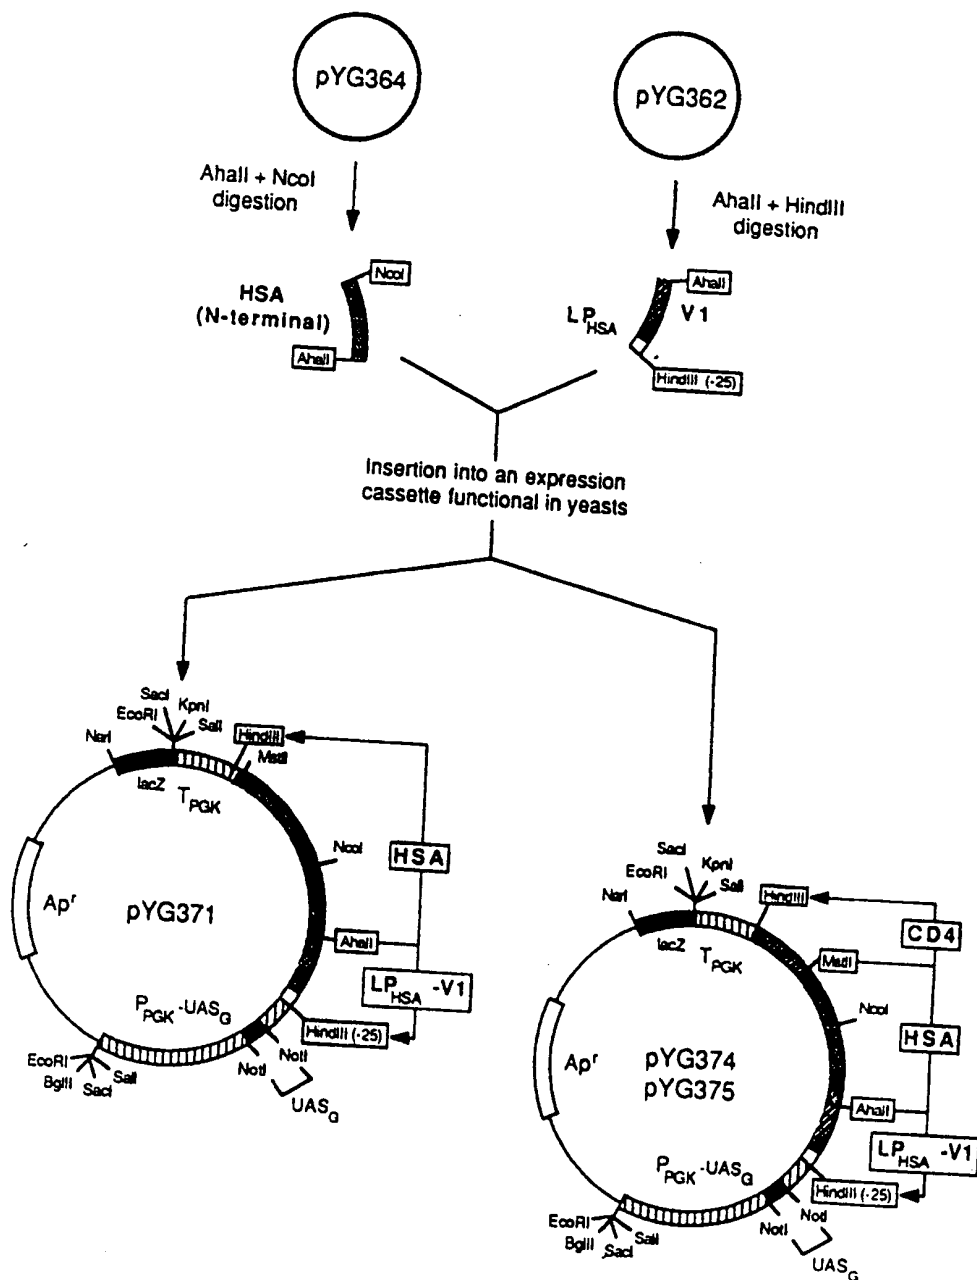 pYG364
pYG362
AhaII + NcoI
digestion
AhaII + HindIII
digestion
NcoI
HSA
(N-terminal)
AhaII
AhaII
LP HSA
V1
HindIII (-25)
Insertion into an expression
cassette functional in yeasts
SacI
KpnI
EcoRI
SalI
NarI
HindIII
MstII
lacZ
T PGK
NcoI
HSA
Ap r
pYG371
AhaII
LP HSA -V1
P PGK -UAS G
HindIII (-25)
NotI
NotI
UAS G
EcoRI
BglII
SacI
SalI
SacI
KpnI
EcoRI
SalI
NarI
HindIII
lacZ
T PGK
CD4
MstII
NcoI
HSA
Ap r
pYG374
pYG375
AhaII
LP HSA -V1
P PGK -UAS G
HindIII (-25)
NotI
NotI
UAS G
EcoRI
BglII
SacI
SalI